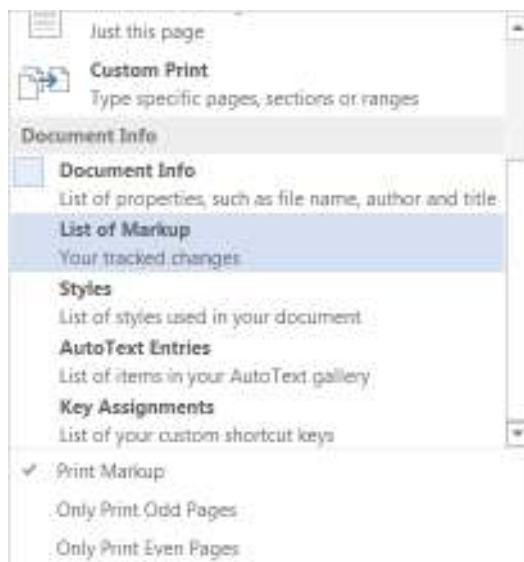 Just this page
Custom Print
Type specific pages, sections or ranges
Document Info
Document Info
List of properties, such as file name, author and title
List of Markup
Your tracked changes
Styles
List of styles used in your document
AutoText Entries
List of items in your AutoText gallery
Key Assignments
List of your custom shortcut keys
Print Markup
Only Print Odd Pages
Only Print Even Pages